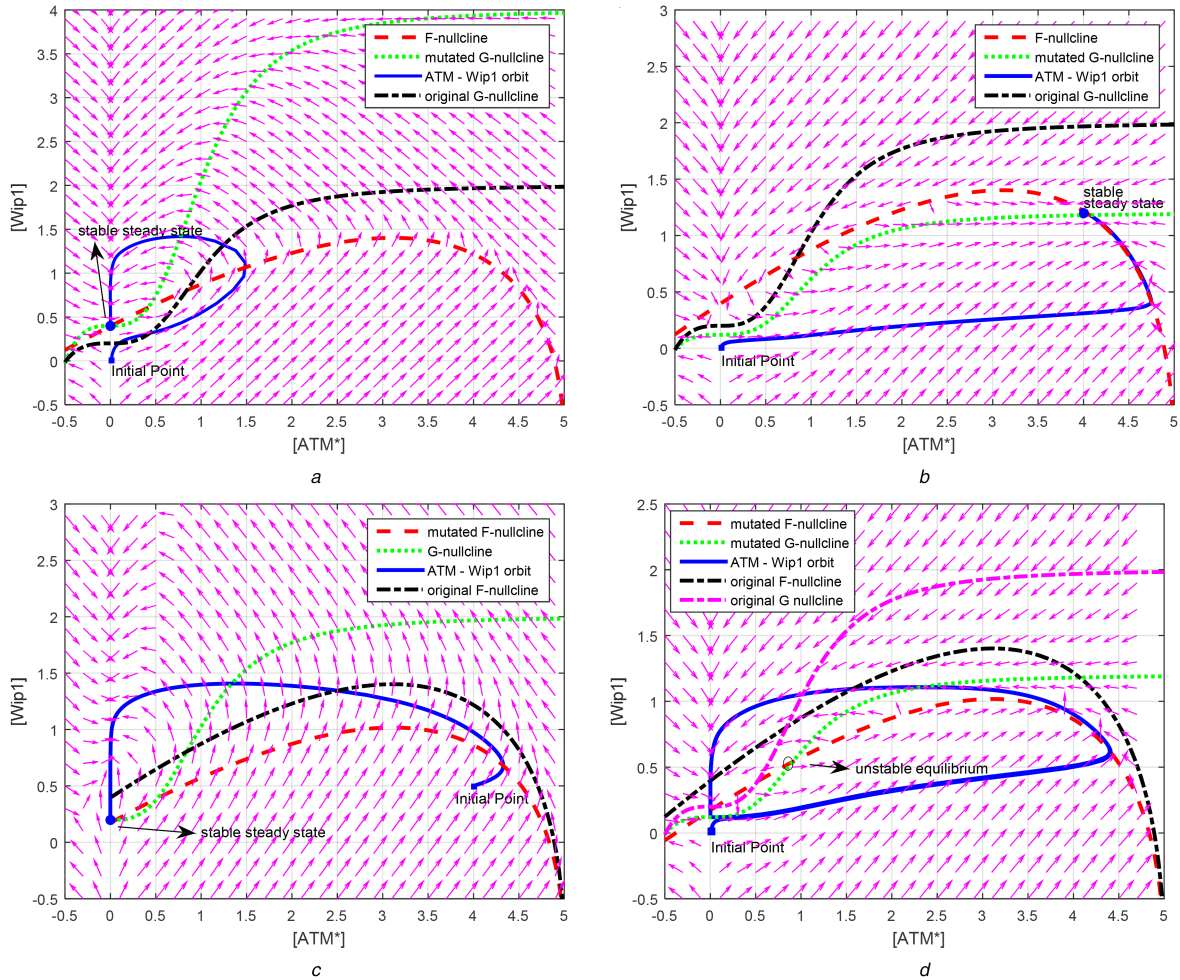 4
3.5
3
2.5
2
1.5
1
0.5
0
-0.5
[Wip1]
F-nullcline
mutated G-nullcline
ATM - Wip1 orbit
original G-nullcline
stable steady state
Initial Point
-0.5 0 0.5 1 1.5 2 2.5 3 3.5 4 4.5 5
[ATM*]
a
3
2.5
2
1.5
1
0.5
0
-0.5
[Wip1]
F-nullcline
mutated G-nullcline
ATM - Wip1 orbit
original G-nullcline
stable
steady state
Initial Point
-0.5 0 0.5 1 1.5 2 2.5 3 3.5 4 4.5 5
[ATM*]
b
3
2.5
2
1.5
1
0.5
0
-0.5
[Wip1]
mutated F-nullcline
G-nullcline
ATM - Wip1 orbit
original F-nullcline
Initial Point
stable steady state
-0.5 0 0.5 1 1.5 2 2.5 3 3.5 4 4.5 5
[ATM*]
c
2.5
2
1.5
1
0.5
0
-0.5
[Wip1]
mutated F-nullcline
mutated G-nullcline
ATM - Wip1 orbit
original F-nullcline
original G nullcline
unstable equilibrium
Initial Point
-0.5 0 0.5 1 1.5 2 2.5 3 3.5 4 4.5 5
[ATM*]
d